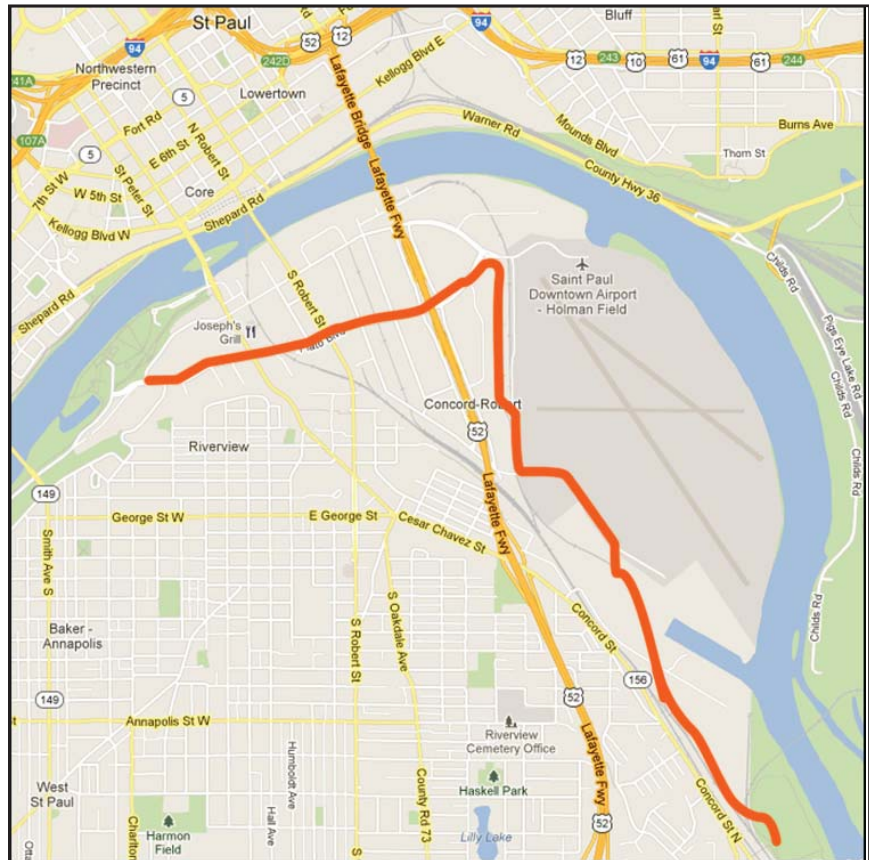 St Paul
52
12
94
94
Bluff
12
243
10
61
94
61
244
Northwestern
Precinct
242D
Lowertown
Kellogg Blvd E
5
Fort Rd
N Robert St
107A
5
E 6th St
St Peter St
Core
7th St W
W 5th St
Kellogg Blvd W
Shepard Rd
Shepard Rd
Lafayette Bridge - Lafayette Fwy
Warner Rd
Mounds Blvd
Burns Ave
Thorn St
County Hwy 36
Childs Rd
Pigs Eye Lake Rd
Childs Rd
Childs Rd
Childs Rd
Saint Paul
Downtown Airport
- Holman Field
S Robert St
Joseph's
Grill
Concord-Robert
52
Riverview
149
George St W
E George St
Cesar Chavez St
Lafayette Fwy
Smith Ave S
S Oakdale Ave
S Robert St
Baker -
Annapolis
Concord St
156
149
52
Annapolis St W
Riverview
Cemetery Office
Lafayette Fwy
Humboldt Ave
Hall Ave
County Rd 73
Haskell Park
West
St Paul
Concord St N
Harmon
Field
Lilly Lake
52